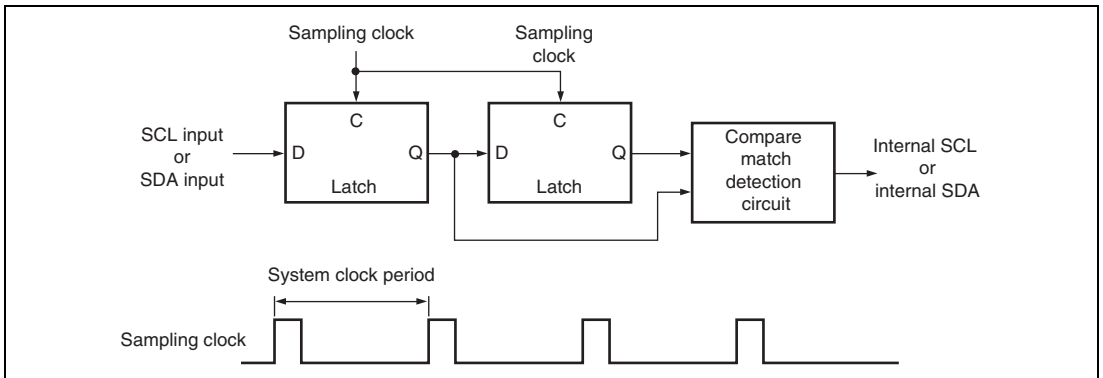 Sampling clock
Sampling
clock
C
C
SCL input
or
SDA input
D
Q
D
Q
Latch
Latch
Compare
match
detection
circuit
Internal SCL
or
internal SDA
System clock period
Sampling clock